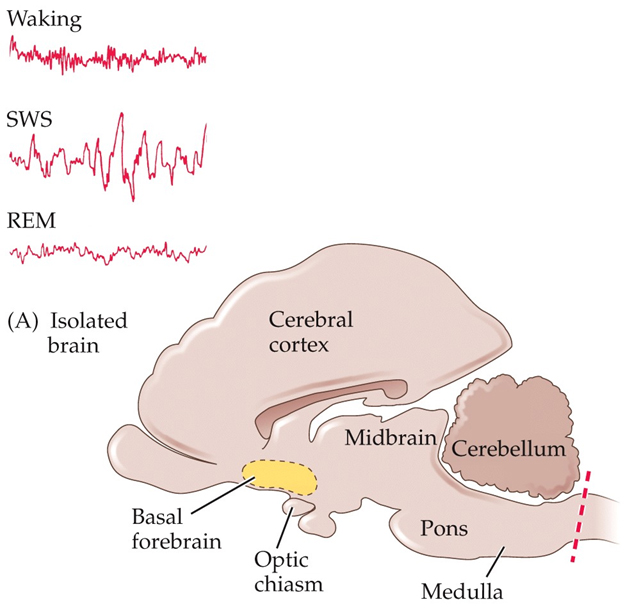 Waking
SWS
REM
(A) Isolated
brain
Cerebral
cortex
Midbrain
Cerebellum
Basal
forebrain
Optic
chiasm
Pons
Medulla